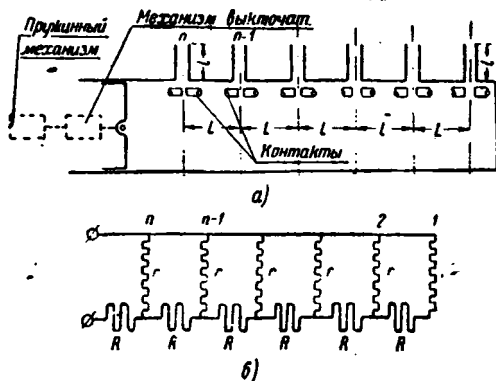 Пружинный
механизм
Механизм выключат.
n
n-1
l
l
L
L
L
L
L
Контакты
а)
n
n-1
2
1
r
r
r
r
r
r
R
R
R
R
R
R
б)